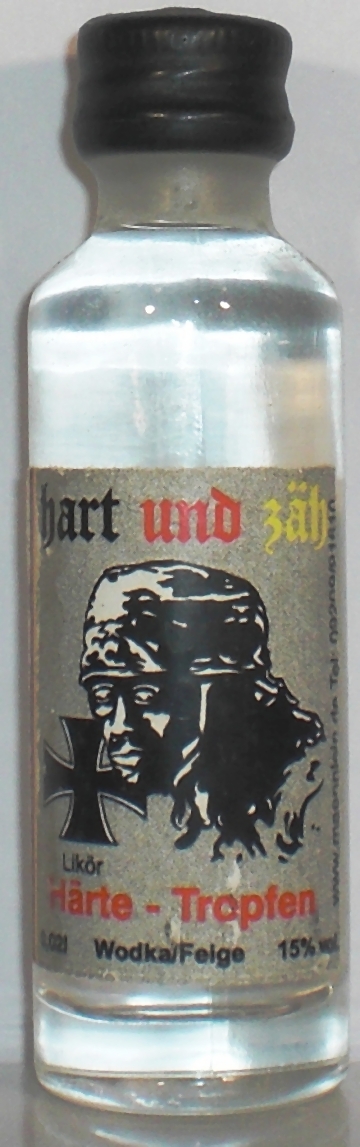 hart und zäh
Likör
Härte - Tropfen
0.02l Wodka/Feige 15% vol.